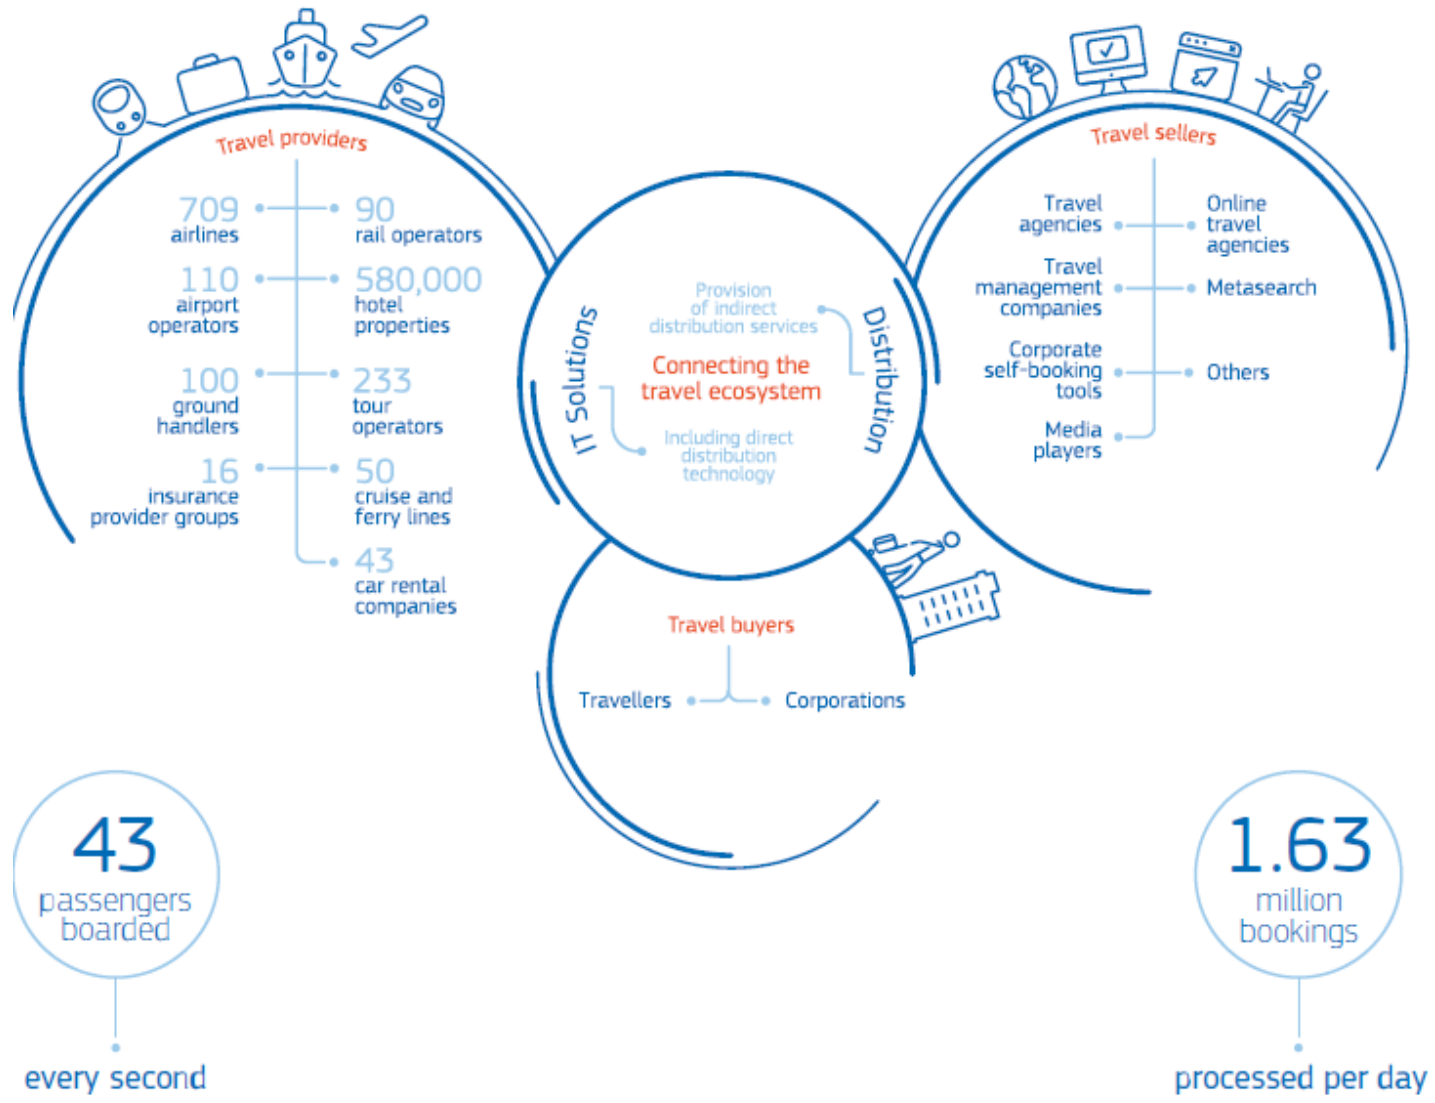 Travel providers
709
airlines
90
rail operators
110
airport
operators
580,000
hotel
properties
100
ground
handlers
233
tour
operators
16
insurance
provider groups
50
cruise and
ferry lines
43
car rental
companies
IT Solutions
Provision
of indirect
distribution services
Connecting the
travel ecosystem
Including direct
distribution
technology
Distribution
Travel sellers
Travel
agencies
Online
travel
agencies
Travel
management
companies
Metasearch
Corporate
self-booking
tools
Others
Media
players
Travel buyers
Travellers
Corporations
43
passengers
boarded
every second
1.63
million
bookings
processed per day